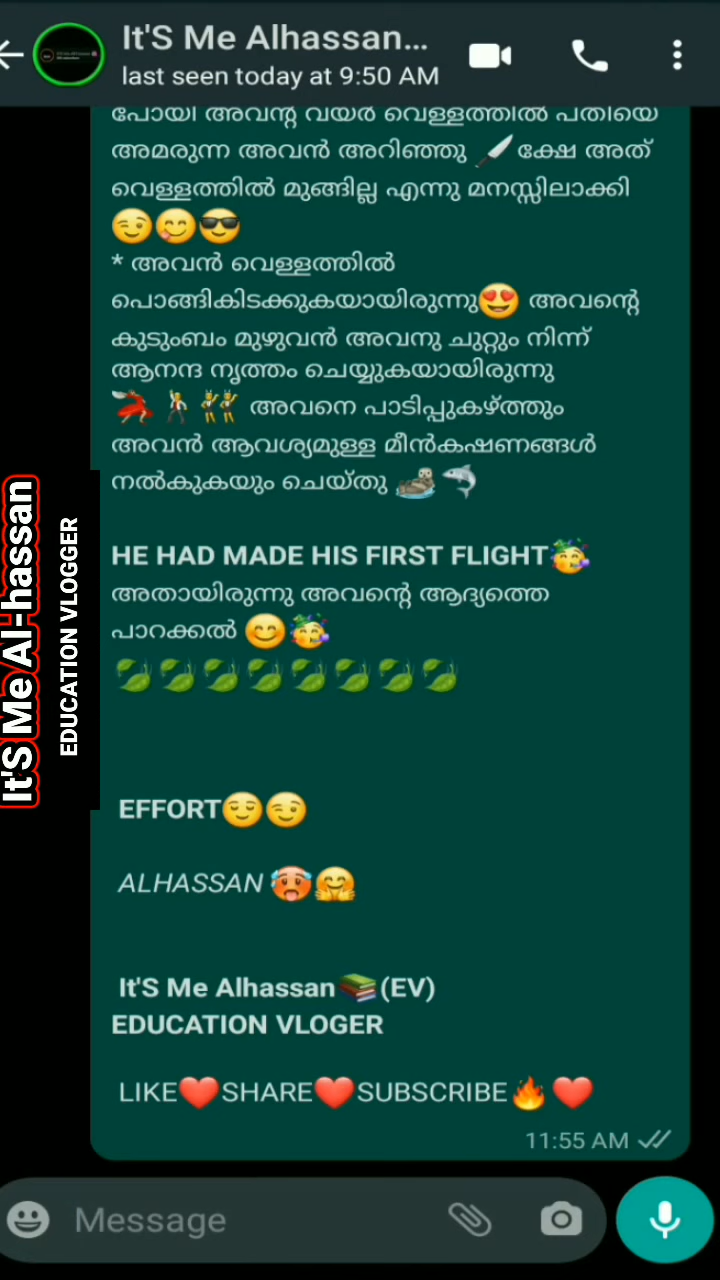 It'S Me Alhassan...
last seen today at 9:50 AM
പോയി അവന്റ വയർ വെള്ളത്തിൽ പതിയെ
അമരുന്ന അവൻ അറിഞ്ഞു 🔪ക്ഷേ അത്
വെള്ളത്തിൽ മുങ്ങില്ല എന്നു മനസ്സിലാക്കി
😉😋😎
* അവൻ വെള്ളത്തിൽ
പൊങ്ങികിടക്കുകയായിരുന്നു😍 അവന്റെ
കുടുംബം മുഴുവൻ അവനു ചുറ്റും നിന്ന്
ആനന്ദ നൃത്തം ചെയ്യുകയായിരുന്നു
💃🕺👯 അവനെ പാടിപ്പുകഴ്ത്തും
അവൻ ആവശ്യമുള്ള മീൻകഷണങ്ങൾ
നൽകുകയും ചെയ്തു 🦦🦈
HE HAD MADE HIS FIRST FLIGHT🥳
അതായിരുന്നു അവന്റെ ആദ്യത്തെ
പാറക്കൽ 😊🥳
🍃🍃🍃🍃🍃🍃🍃🍃
EFFORT😌😉
ALHASSAN 🥵🤗
It'S Me Alhassan📚(EV)
EDUCATION VLOGER
LIKE❤️SHARE❤️SUBSCRIBE🔥❤️
11:55 AM
Message
It'S Me Al-hassan
EDUCATION VLOGGER